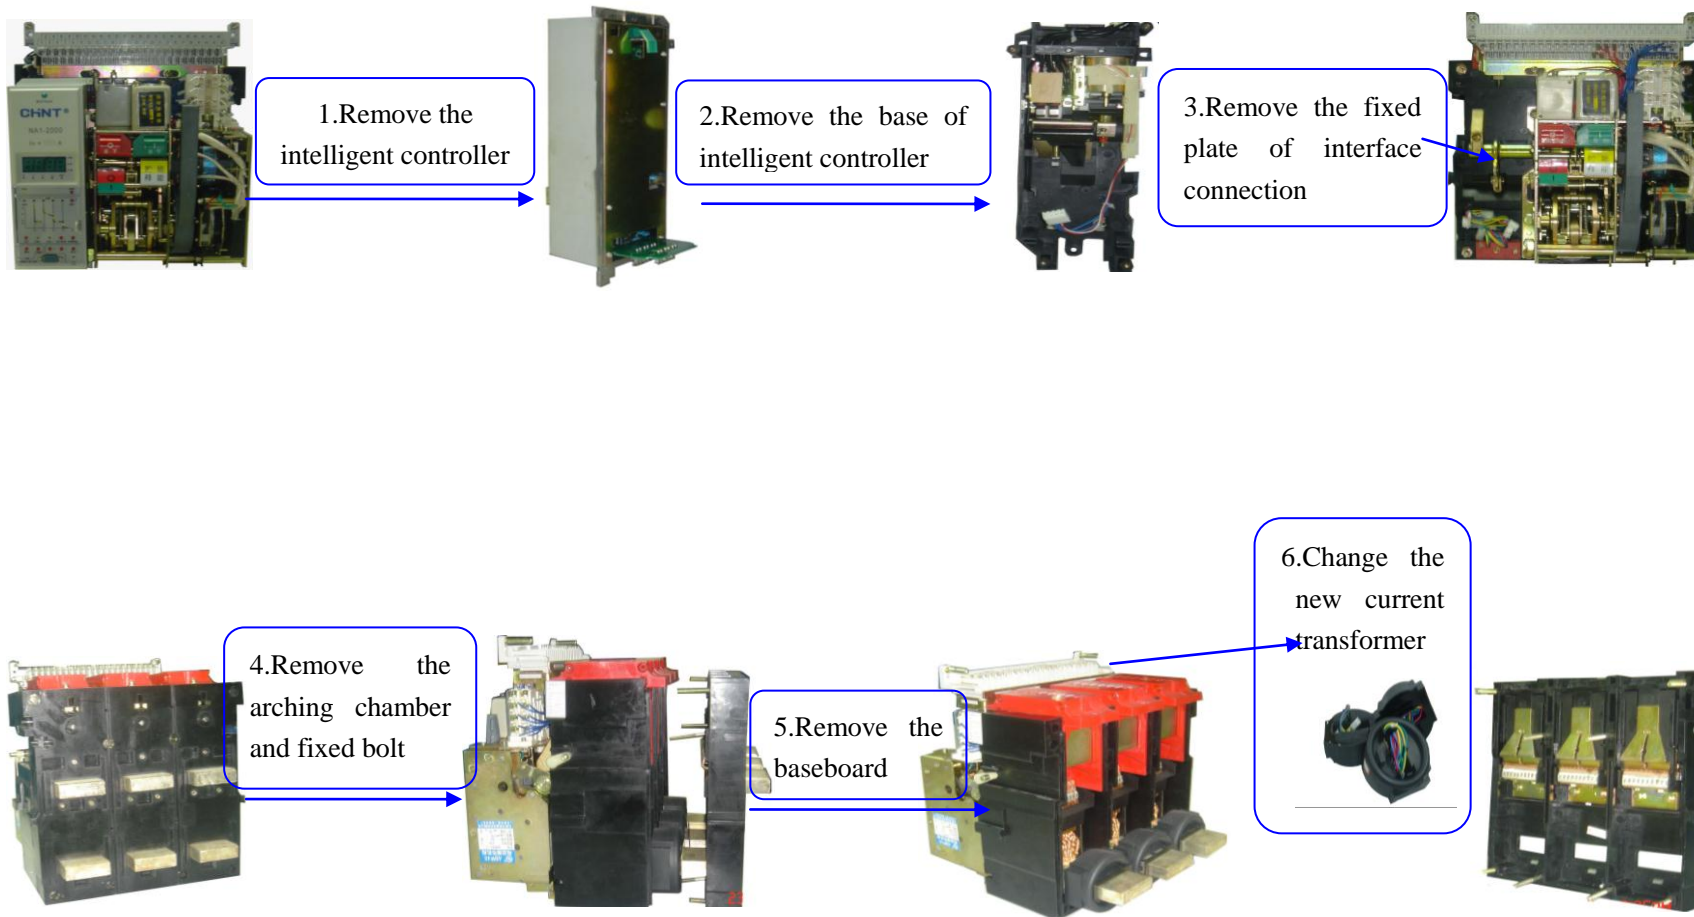 CHNT
NA1-2000
1.Remove the
intelligent controller
2.Remove the base of
intelligent controller
3.Remove the fixed
plate of interface
connection
4.Remove the
arching chamber
and fixed bolt
5.Remove the
baseboard
6.Change the
new current
transformer